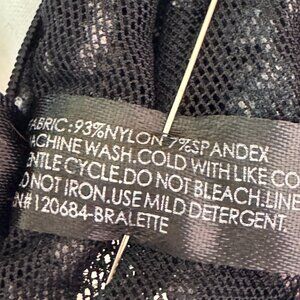 FABRIC:93%NYLON 7%SPANDEX
MACHINE WASH.COLD WITH LIKE CO
GENTLE CYCLE.DO NOT BLEACH.LINE
DO NOT IRON.USE MILD DETERGENT.
#120684-BRALETTE